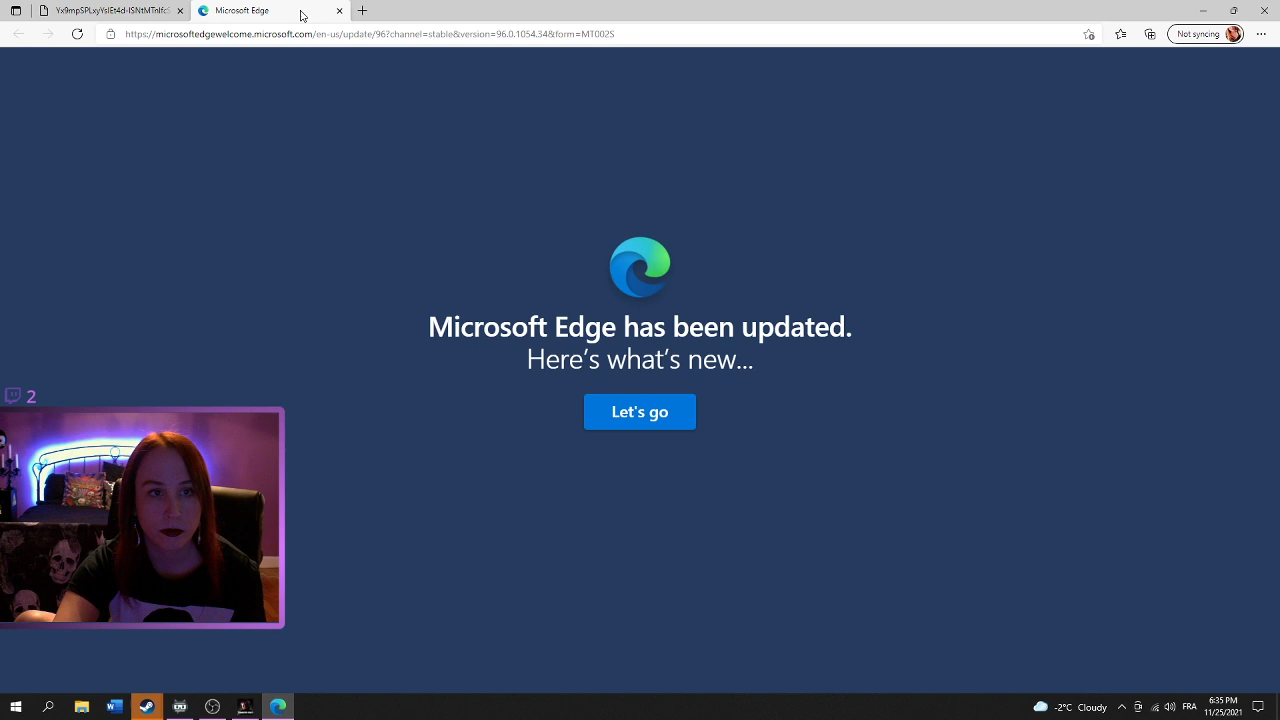 Yx9mpSPLxyYsIEt4d-ISNtMTnfc3
Microsoft Edge
https://microsoftedgewelcome.microsoft.com/en-us/update/96?channel=stable&version=96.0.1054.34&form=MT002S
Not syncing
Microsoft Edge has been updated.
Here's what's new...
Let's go
2
-2°C Cloudy
FRA
6:35 PM
11/25/2021